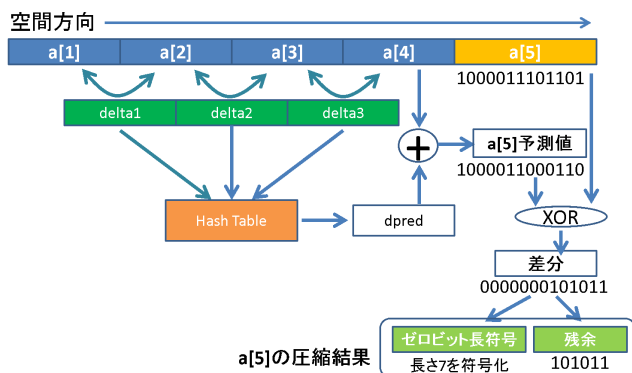 空間方向
a[1] a[2] a[3] a[4] a[5]
1000011101101
delta1 delta2 delta3
+
a[5]予測値
1000011000110
Hash Table
dpred
XOR
差分
0000000101011
ゼロビット長符号 残余
a[5]の圧縮結果
長さ7を符号化 101011